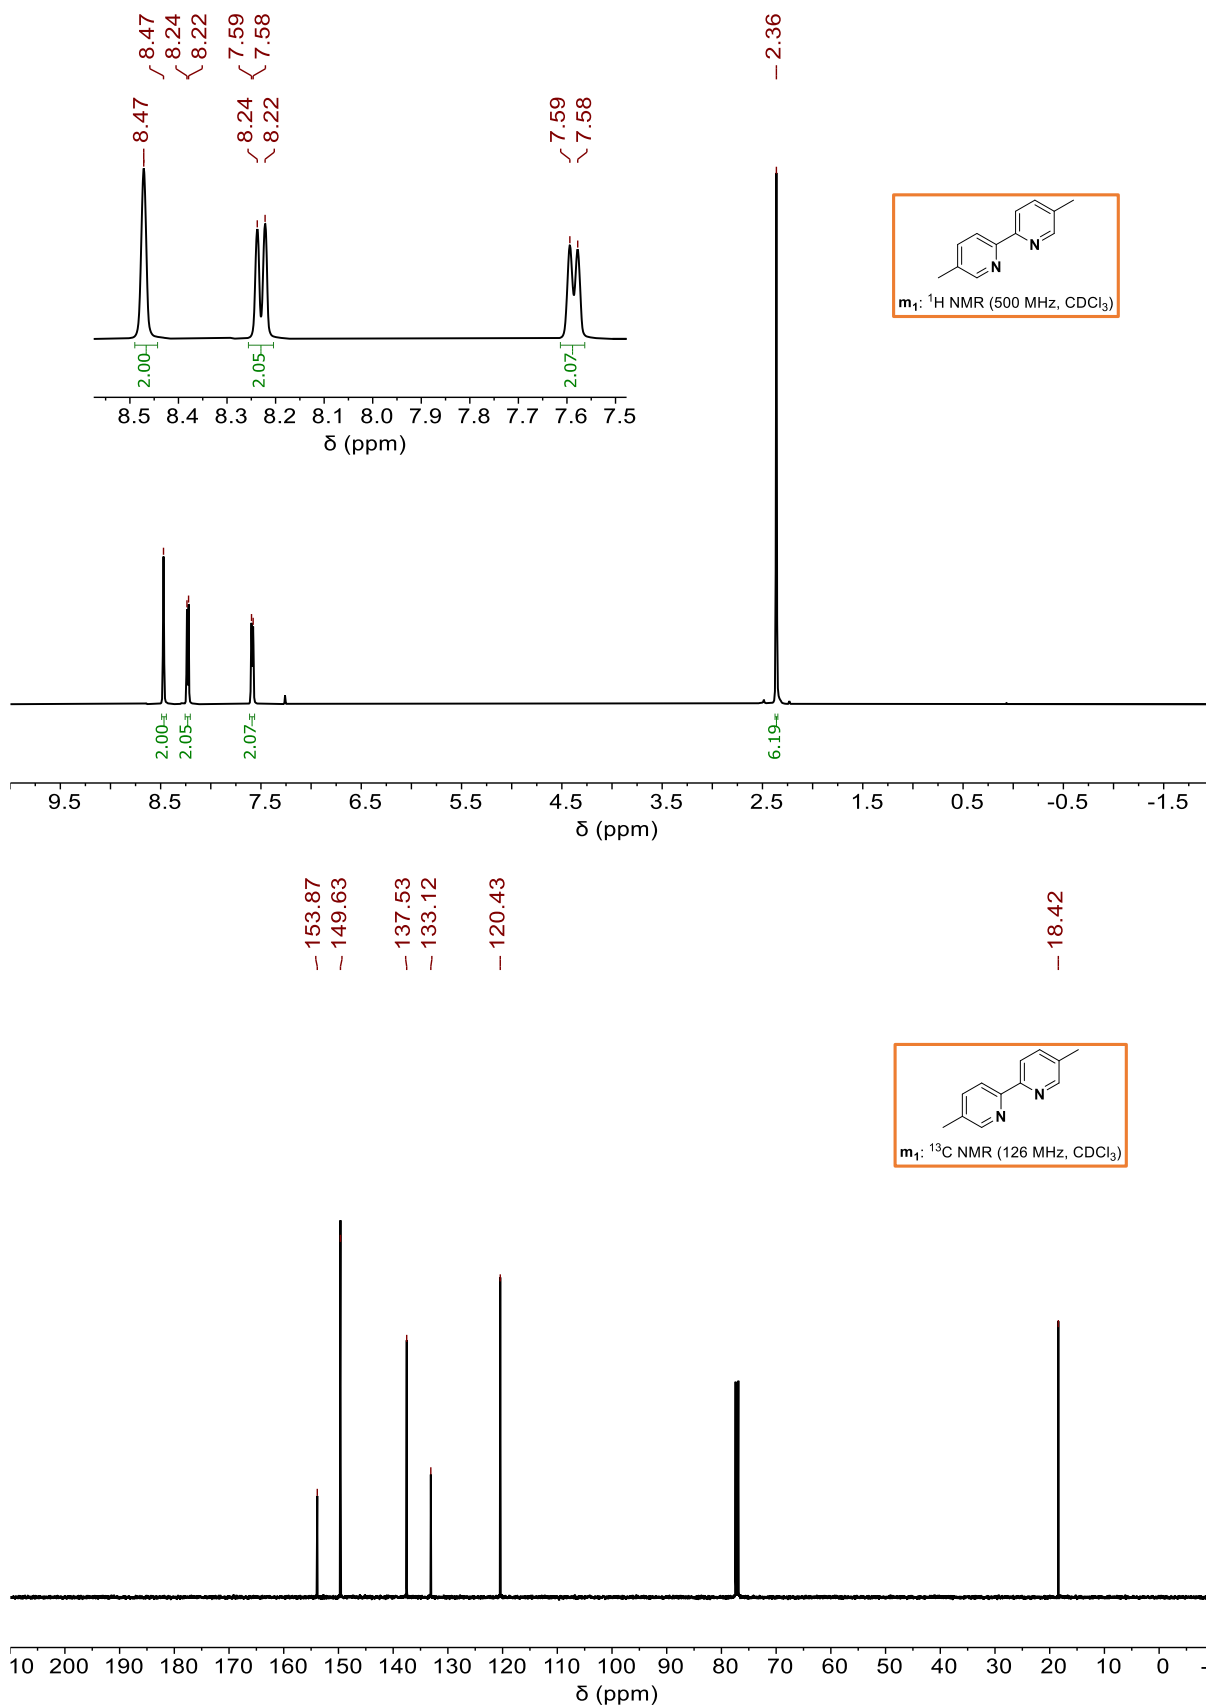 8.47
8.24
8.22
7.59
7.58
2.36
8.47
8.24
8.22
7.59
7.58
2.00
2.05
2.07
8.5 8.4 8.3 8.2 8.1 8.0 7.9 7.8 7.7 7.6 7.5
δ (ppm)
N
N
m₁: ¹H NMR (500 MHz, CDCl₃)
2.00
2.05
2.07
6.19
9.5 8.5 7.5 6.5 5.5 4.5 3.5 2.5 1.5 0.5 -0.5 -1.5
δ (ppm)
153.87
149.63
137.53
133.12
120.43
18.42
N
N
m₁: ¹³C NMR (126 MHz, CDCl₃)
10 200 190 180 170 160 150 140 130 120 110 100 90 80 70 60 50 40 30 20 10 0 -
δ (ppm)